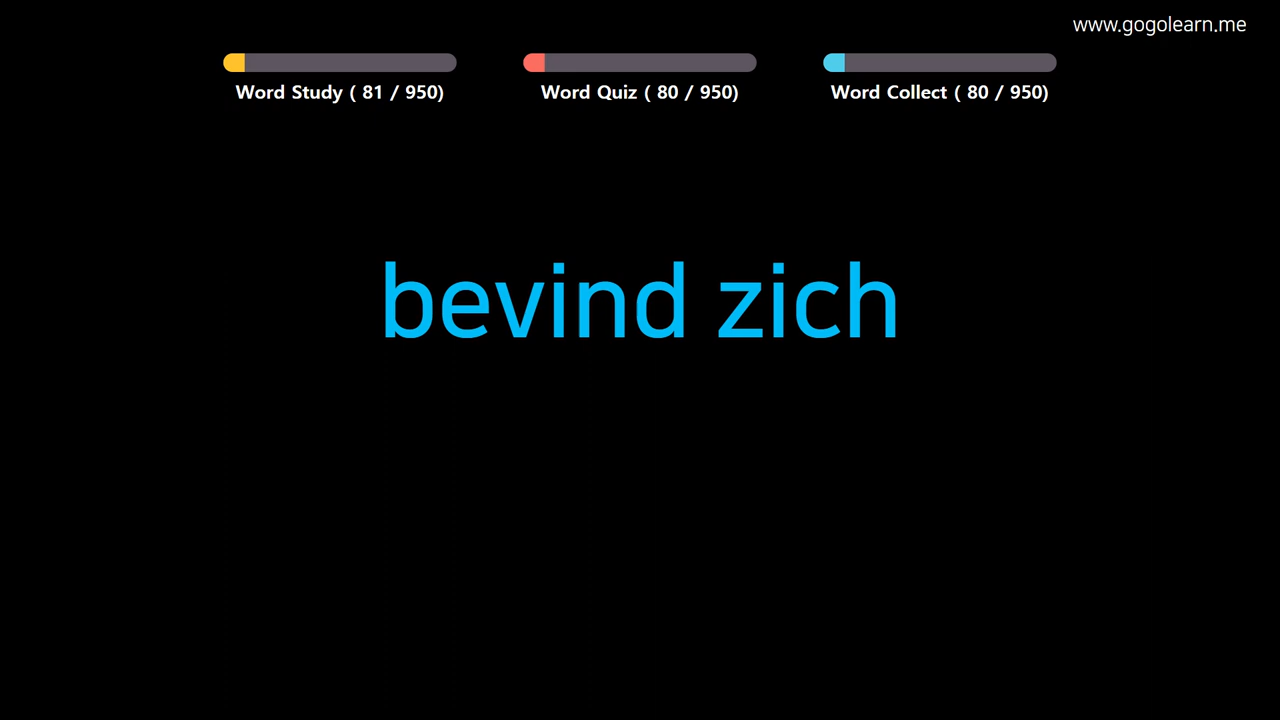 www.gogolearn.me
Word Study ( 81 / 950)
Word Quiz ( 80 / 950)
Word Collect ( 80 / 950)
bevind zich